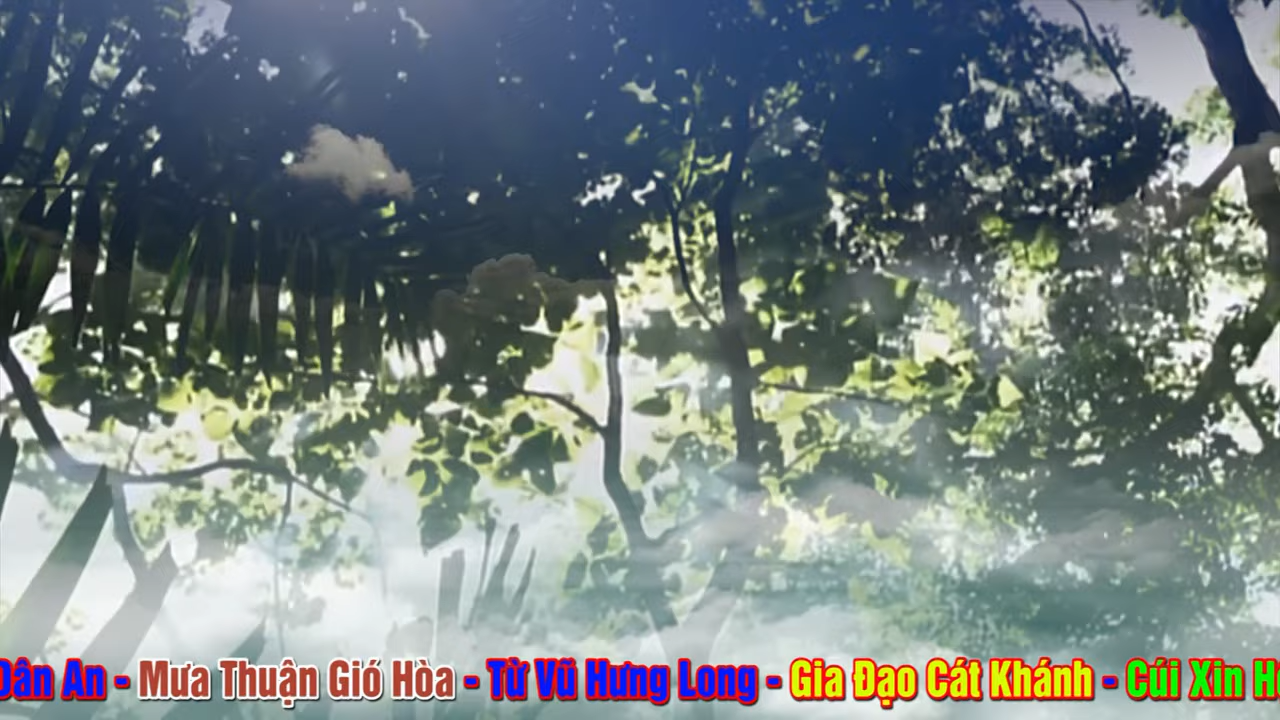 Dân An - Mưa Thuận Gió Hòa - Từ Vũ Hưng Long - Gia Đạo Cát Khánh - Cúi Xin